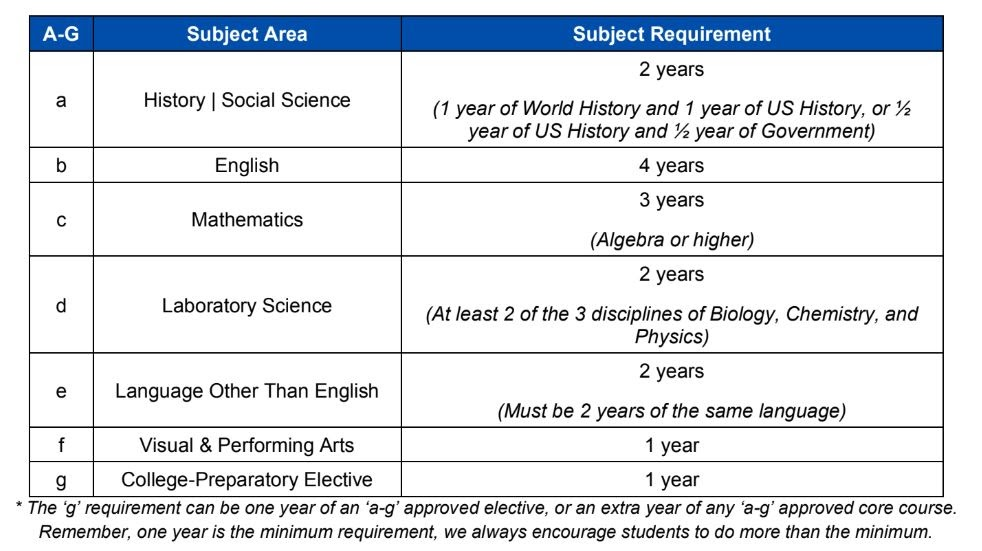 A-G Subject Area Subject Requirement
a History | Social Science 2 years
(1 year of World History and 1 year of US History, or ½
year of US History and ½ year of Government)
b English 4 years
c Mathematics 3 years
(Algebra or higher)
d Laboratory Science 2 years
(At least 2 of the 3 disciplines of Biology, Chemistry, and
Physics)
e Language Other Than English 2 years
(Must be 2 years of the same language)
f Visual & Performing Arts 1 year
g College-Preparatory Elective 1 year
* The ‘g’ requirement can be one year of an ‘a-g’ approved elective, or an extra year of any ‘a-g’ approved core course.
Remember, one year is the minimum requirement, we always encourage students to do more than the minimum.